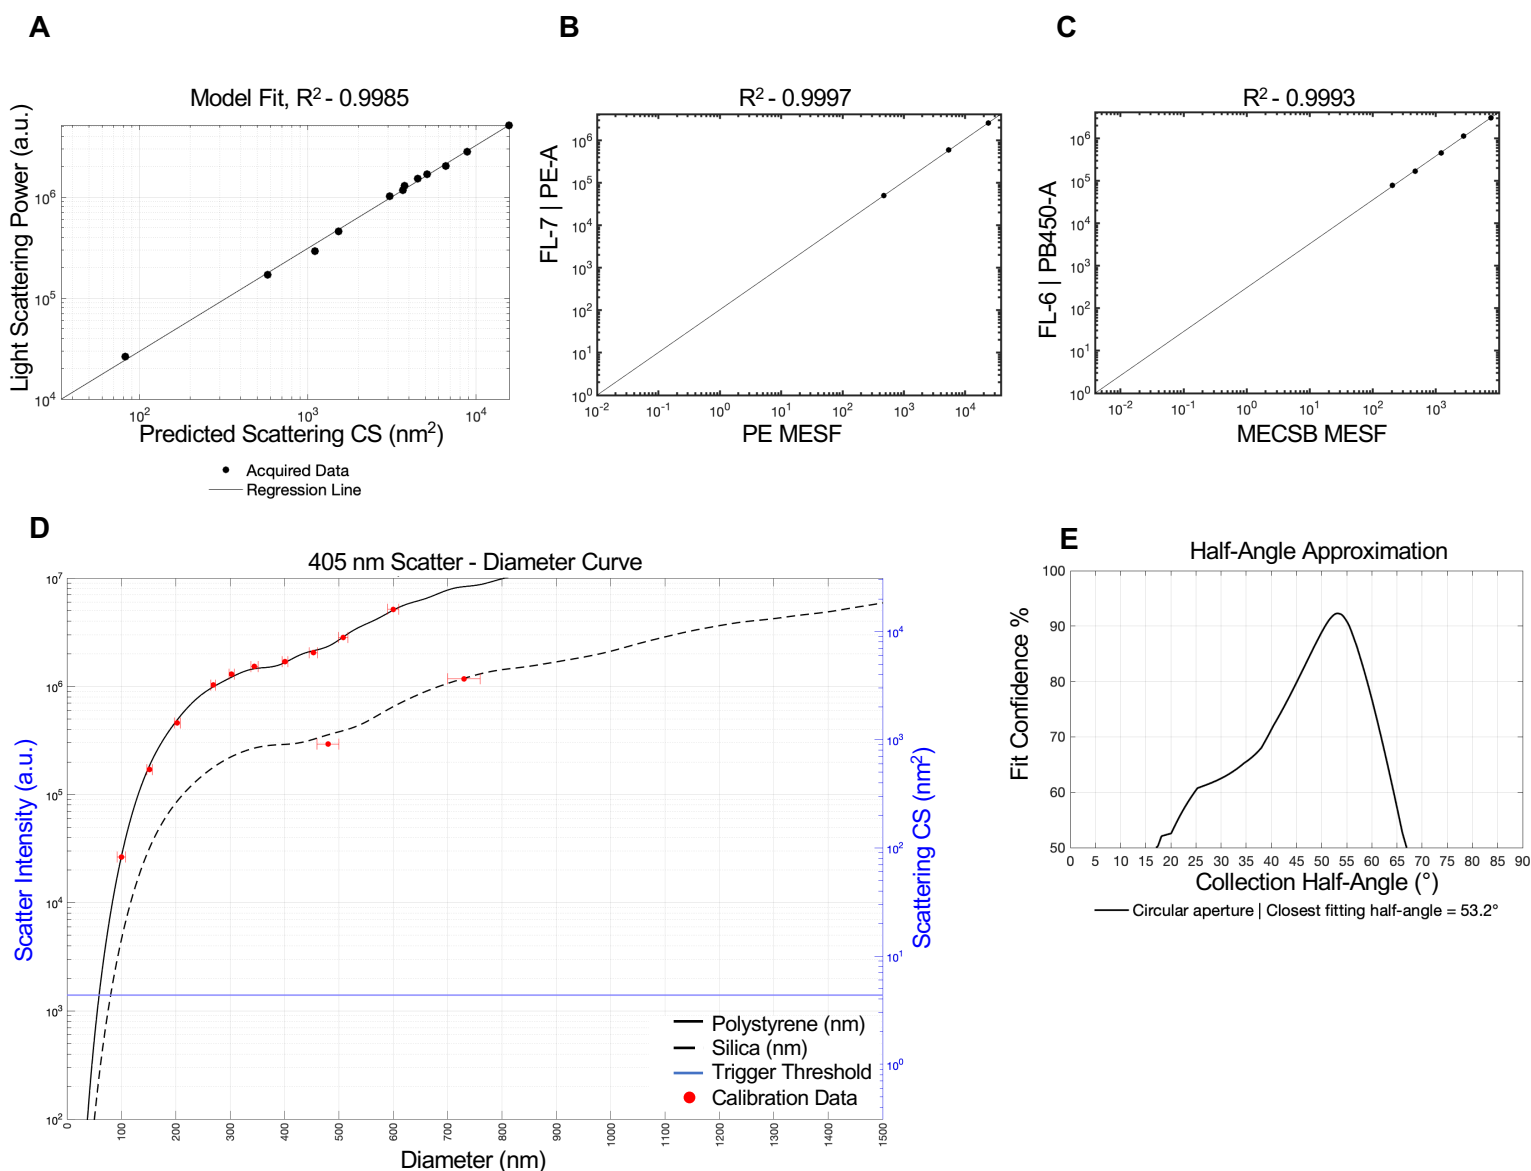 A
Model Fit, R² - 0.9985
Light Scattering Power (a.u.)
10⁶
10⁵
10⁴
10² 10³ 10⁴
Predicted Scattering CS (nm²)
Acquired Data
Regression Line
B
R² - 0.9997
FL-7 | PE-A
10⁶
10⁵
10⁴
10³
10²
10¹
10⁰
10⁻² 10⁻¹ 10⁰ 10¹ 10² 10³ 10⁴
PE MESF
C
R² - 0.9993
FL-6 | PB450-A
10⁶
10⁵
10⁴
10³
10²
10¹
10⁰
10⁻² 10⁻¹ 10⁰ 10¹ 10² 10³
MECSB MESF
D
405 nm Scatter - Diameter Curve
Scatter Intensity (a.u.)
10⁷
10⁶
10⁵
10⁴
10³
10²
0 100 200 300 400 500 600 700 800 900 1000 1100 1200 1300 1400 1500
Diameter (nm)
10⁴
10³
10²
10¹
10⁰
Scattering CS (nm²)
Polystyrene (nm)
Silica (nm)
Trigger Threshold
Calibration Data
E
Half-Angle Approximation
Fit Confidence %
100
90
80
70
60
50
0 5 10 15 20 25 30 35 40 45 50 55 60 65 70 75 80 85 90
Collection Half-Angle (°)
Circular aperture | Closest fitting half-angle = 53.2°